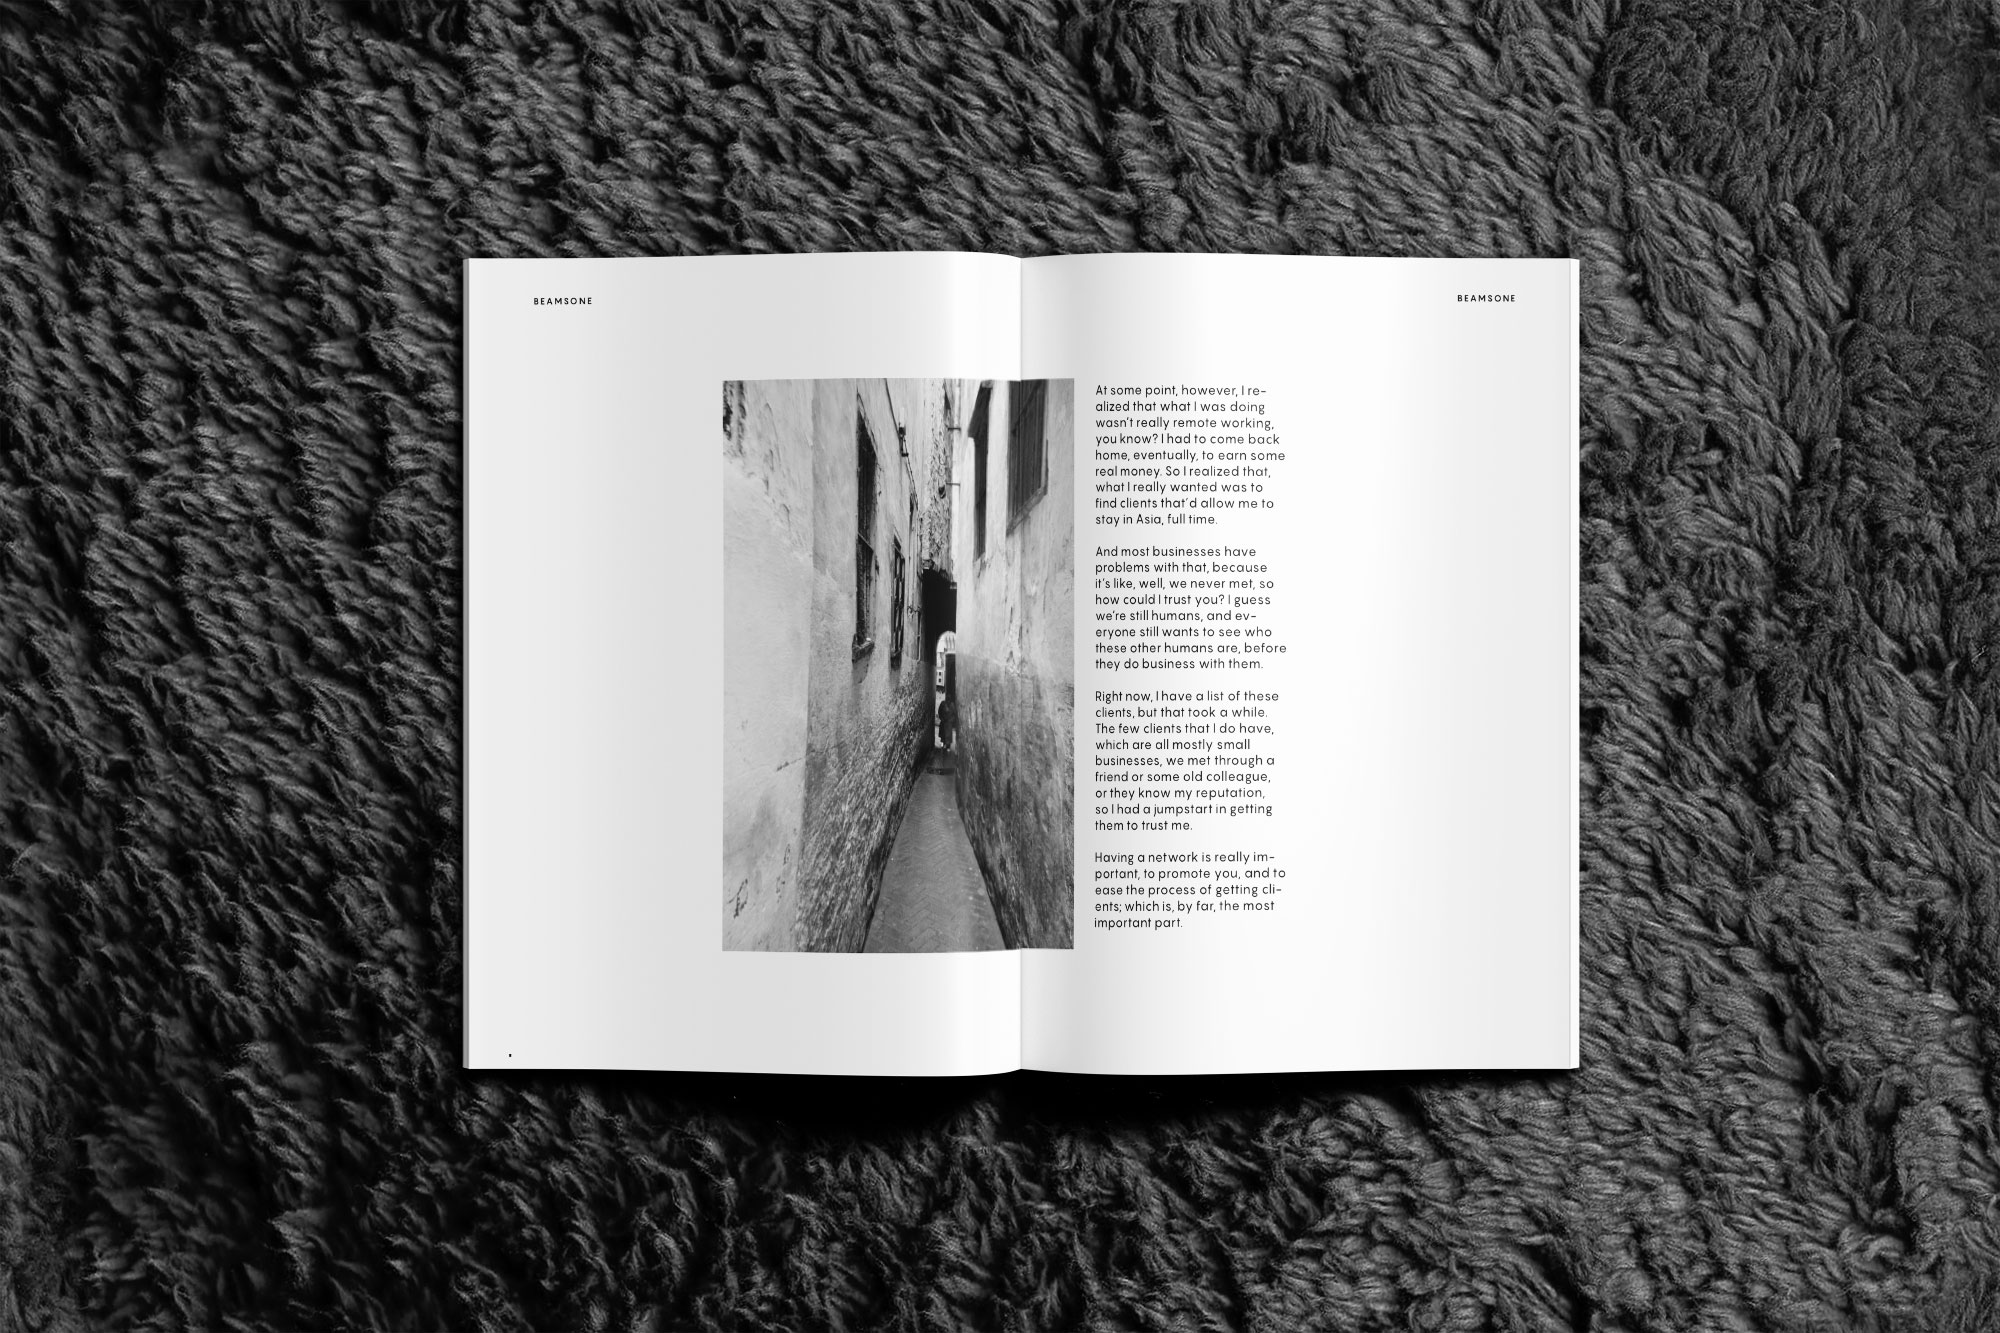 BEAMSONE
BEAMSONE
At some point, however, I re-
alized that what I was doing
wasn't really remote working,
you know? I had to come back
home, eventually, to earn some
real money. So I realized that,
what I really wanted was to
find clients that'd allow me to
stay in Asia, full time.
And most businesses have
problems with that, because
it's like, well, we never met, so
how could I trust you? I guess
we're still humans, and ev-
eryone still wants to see who
these other humans are, before
they do business with them.
Right now, I have a list of these
clients, but that took a while.
The few clients that I do have,
which are all mostly small
businesses, we met through a
friend or some old colleague,
or they know my reputation,
so I had a jumpstart in getting
them to trust me.
Having a network is really im-
portant, to promote you, and to
ease the process of getting cli-
ents; which is, by far, the most
important part.